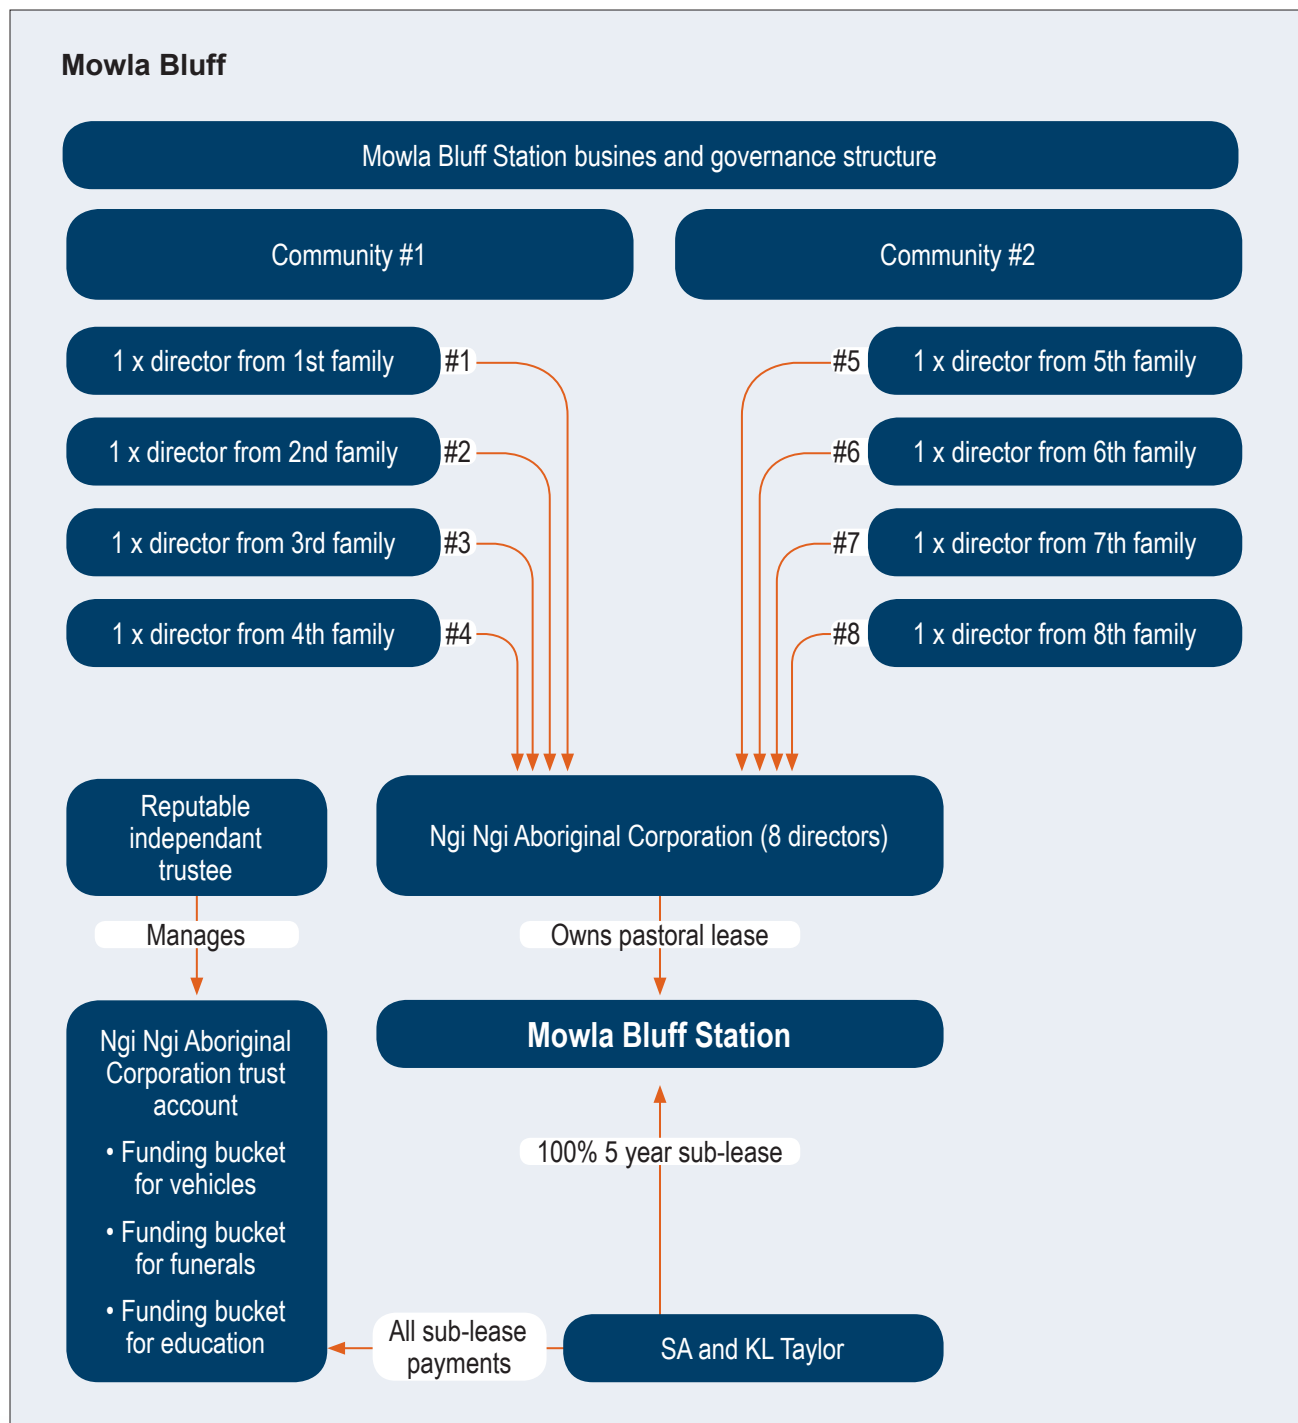 Mowla Bluff
Mowla Bluff Station busines and governance structure
Community #1
Community #2
1 x director from 1st family
#1
#5
1 x director from 5th family
1 x director from 2nd family
#2
#6
1 x director from 6th family
1 x director from 3rd family
#3
#7
1 x director from 7th family
1 x director from 4th family
#4
#8
1 x director from 8th family
Reputable
independant
trustee
Ngi Ngi Aboriginal Corporation (8 directors)
Manages
Owns pastoral lease
Ngi Ngi Aboriginal
Corporation trust
account
• Funding bucket
for vehicles
• Funding bucket
for funerals
• Funding bucket
for education
Mowla Bluff Station
100% 5 year sub-lease
All sub-lease
payments
SA and KL Taylor